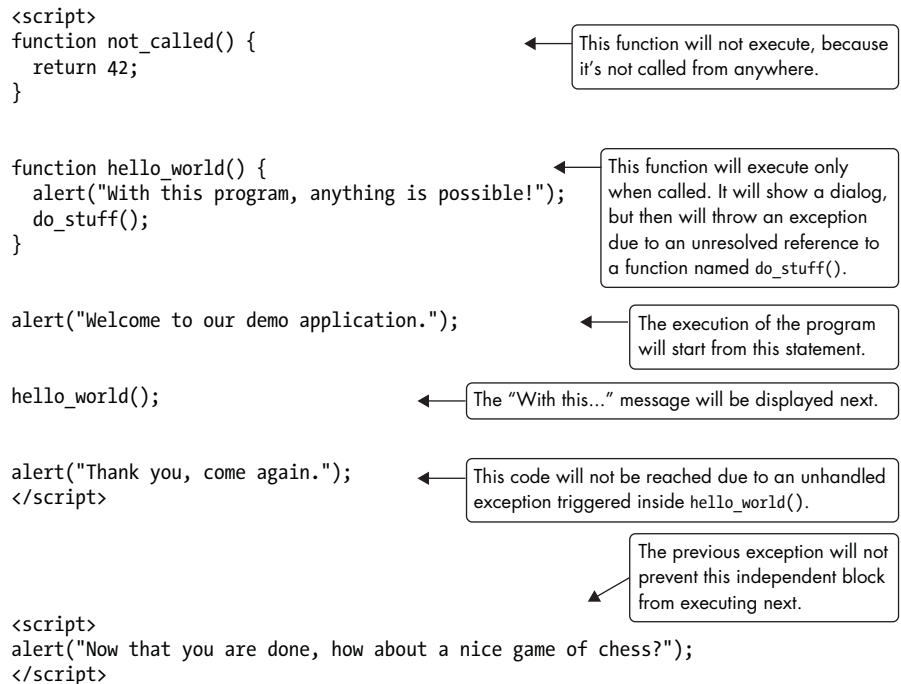 <script>
function not_called() {
  return 42;
}
This function will not execute, because
it's not called from anywhere.
function hello_world() {
  alert("With this program, anything is possible!");
  do_stuff();
}
This function will execute only
when called. It will show a dialog,
but then will throw an exception
due to an unresolved reference to
a function named do_stuff().
alert("Welcome to our demo application.");
The execution of the program
will start from this statement.
hello_world();
The “With this...” message will be displayed next.
alert("Thank you, come again.");
</script>
This code will not be reached due to an unhandled
exception triggered inside hello_world().
The previous exception will not
prevent this independent block
from executing next.
<script>
alert("Now that you are done, how about a nice game of chess?");
</script>